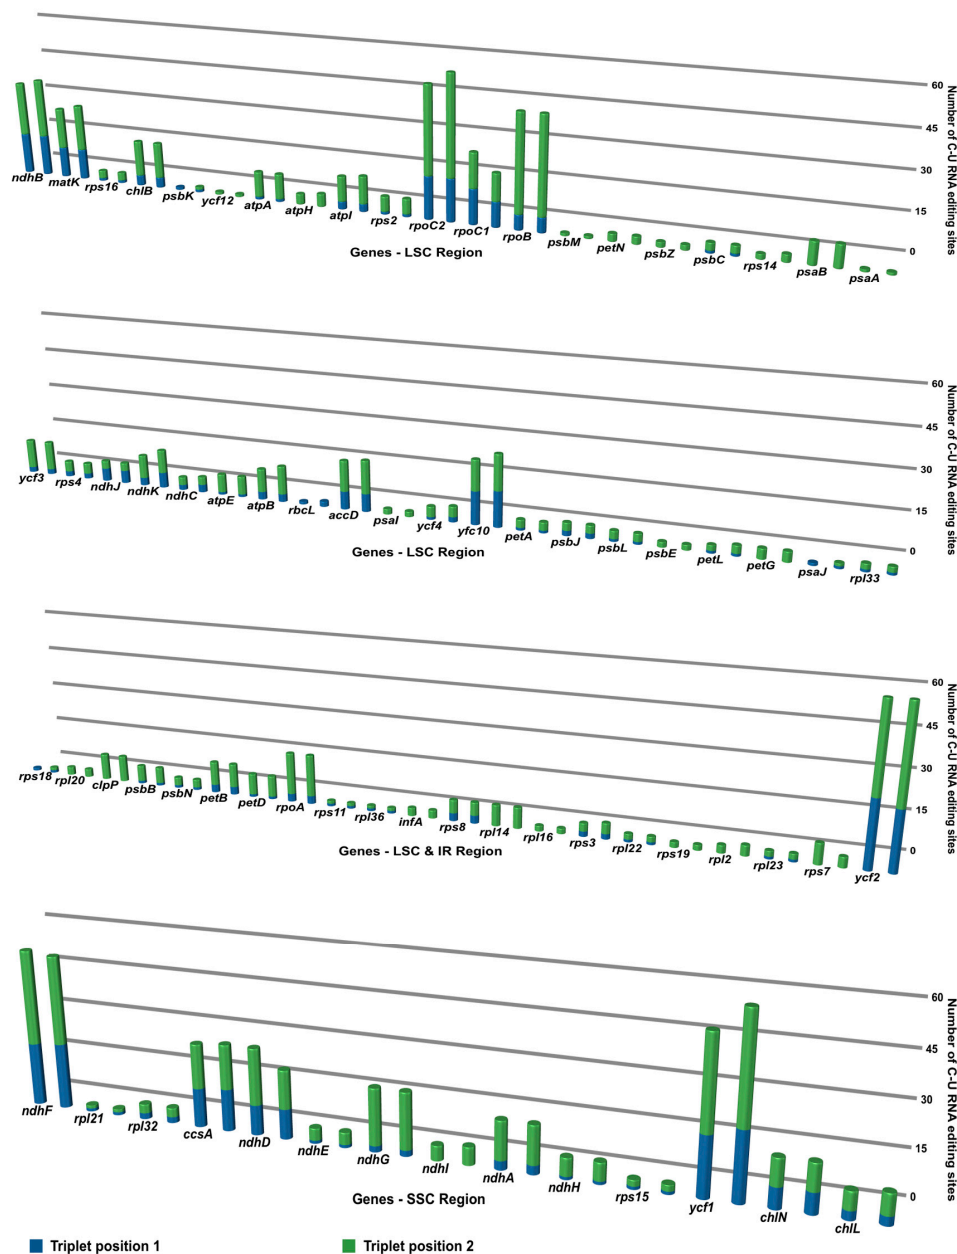 60
45
30
15
0
Number of C-U RNA editing sites
ndhB matK rps16 chlB psbK ycf12 atpA atpH atpI rps2 rpoC2 rpoC1 rpoB psbM petN psbZ psbC rps14 psaB psaA
Genes - LSC Region
60
45
30
15
0
Number of C-U RNA editing sites
ycf3 rps4 ndhJ ndhK ndhC atpE atpB rbcL accD psaI ycf4 yfc10 petA psbJ psbL psbE petL petG psaJ rpl33
Genes - LSC Region
60
45
30
15
0
Number of C-U RNA editing sites
rps18 rpl20 clpP psbB psbN petB petD rpoA rps11 rpl36 infA rps8 rpl14 rpl16 rps3 rpl22 rps19 rpl2 rpl23 rps7 ycf2
Genes - LSC & IR Region
60
45
30
15
0
Number of C-U RNA editing sites
ndhF rpl21 rpl32 ccsA ndhD ndhE ndhG ndhI ndhA ndhH rps15 ycf1 chlN chlL
Genes - SSC Region
Triplet position 1
Triplet position 2